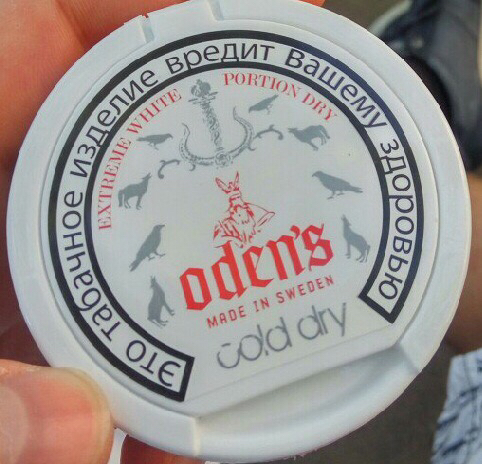 Это табачное изделие вредит Вашему здоровью
EXTREME WHITE PORTION DRY
oden's
MADE IN SWEDEN
cold dry